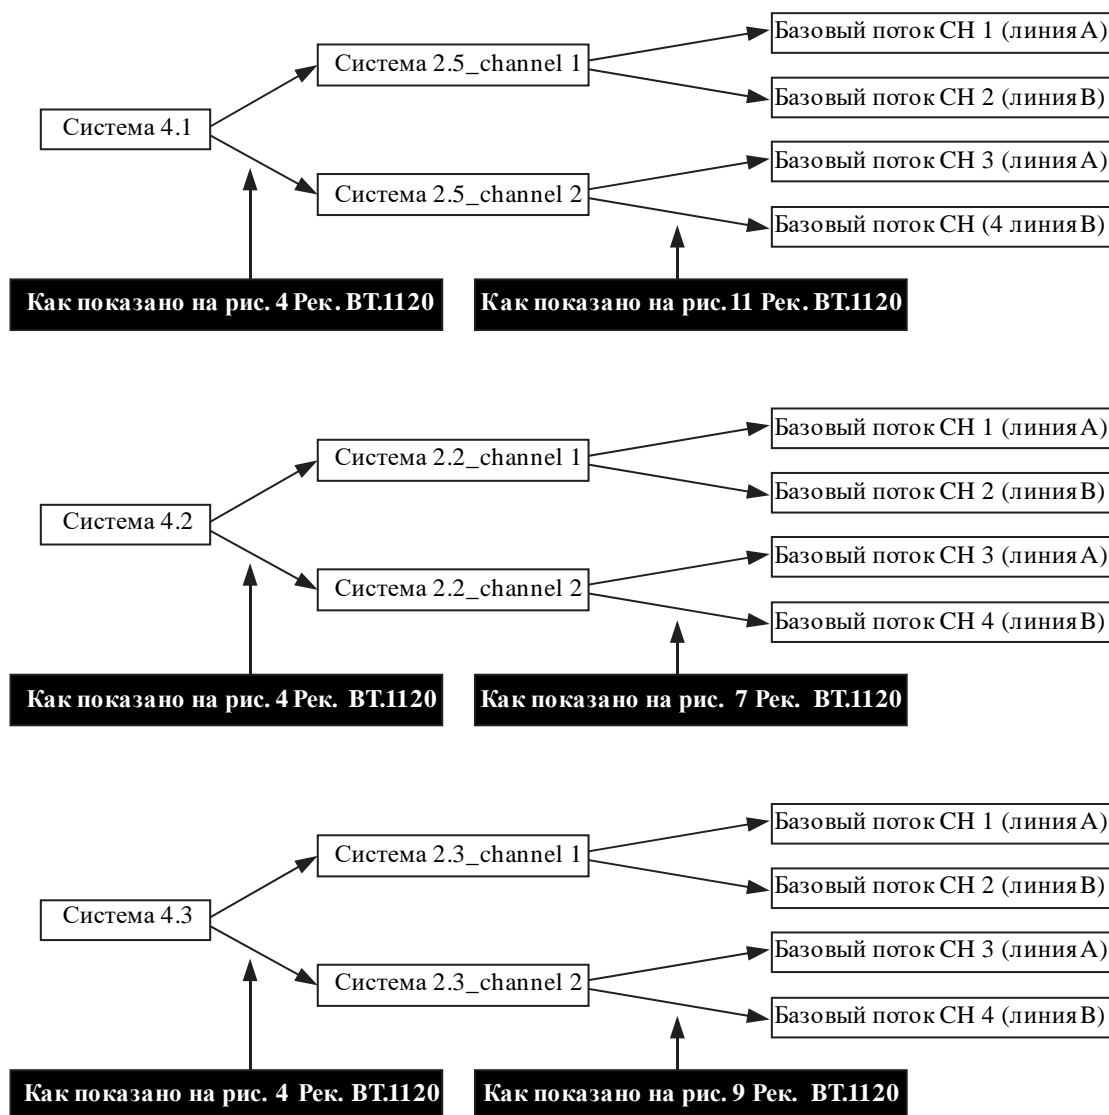 Базовый поток СН 1 (линия А)
Система 2.5_channel 1
Базовый поток СН 2 (линия В)
Система 4.1
Базовый поток СН 3 (линия А)
Система 2.5_channel 2
Базовый поток СН (4 линия В)
Как показано на рис. 4 Рек. ВТ.1120
Как показано на рис. 11 Рек. ВТ.1120
Базовый поток СН 1 (линия А)
Система 2.2_channel 1
Базовый поток СН 2 (линия В)
Система 4.2
Базовый поток СН 3 (линия А)
Система 2.2_channel 2
Базовый поток СН 4 (линия В)
Как показано на рис. 4 Рек. ВТ.1120
Как показано на рис. 7 Рек. ВТ.1120
Базовый поток СН 1 (линия А)
Система 2.3_channel 1
Базовый поток СН 2 (линия В)
Система 4.3
Базовый поток СН 3 (линия А)
Система 2.3_channel 2
Базовый поток СН 4 (линия В)
Как показано на рис. 4 Рек. ВТ.1120
Как показано на рис. 9 Рек. ВТ.1120